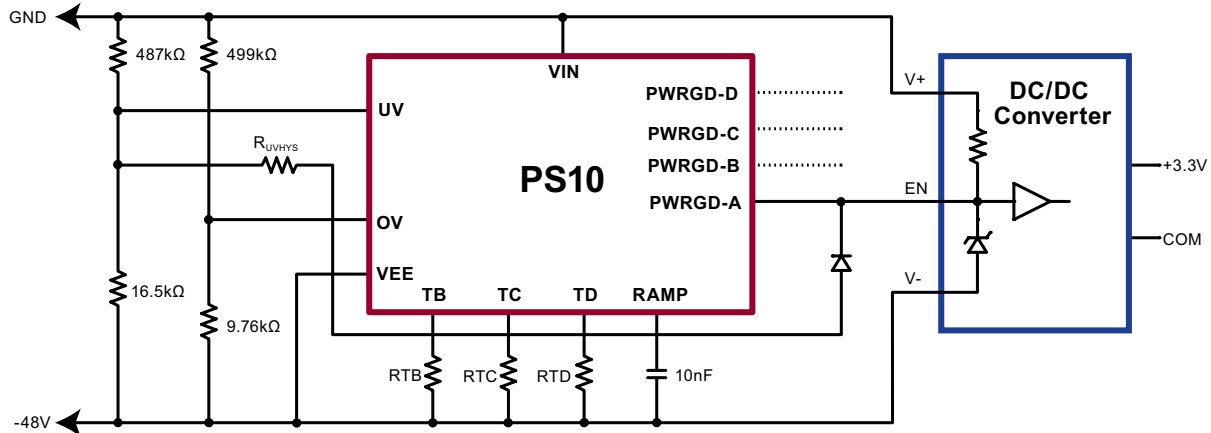 GND
487kΩ
499kΩ
VIN
UV
PWRGD-D
V+
DC/DC
Converter
RUVHYS
PWRGD-C
PS10
PWRGD-B
+3.3V
PWRGD-A
EN
OV
COM
VEE
V-
16.5kΩ
TB TC TD RAMP
9.76kΩ
RTB RTC RTD 10nF
-48V